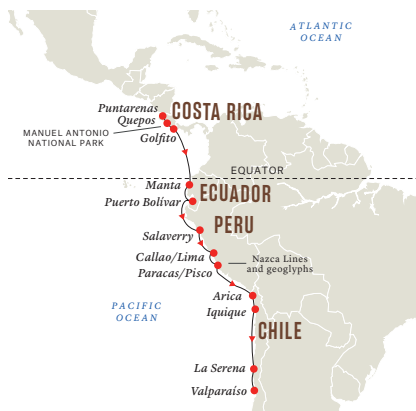 ATLANTIC
OCEAN
Puntarenas
COSTA RICA
Quepos
MANUEL ANTONIO
NATIONAL PARK
Golfito
EQUATOR
Manta
ECUADOR
Puerto Bolívar
PERU
Salaverry
Callao/Lima
Nazca Lines
and geoglyphs
Paracas/Pisco
Arica
PACIFIC
OCEAN
Iquique
CHILE
La Serena
Valparaíso